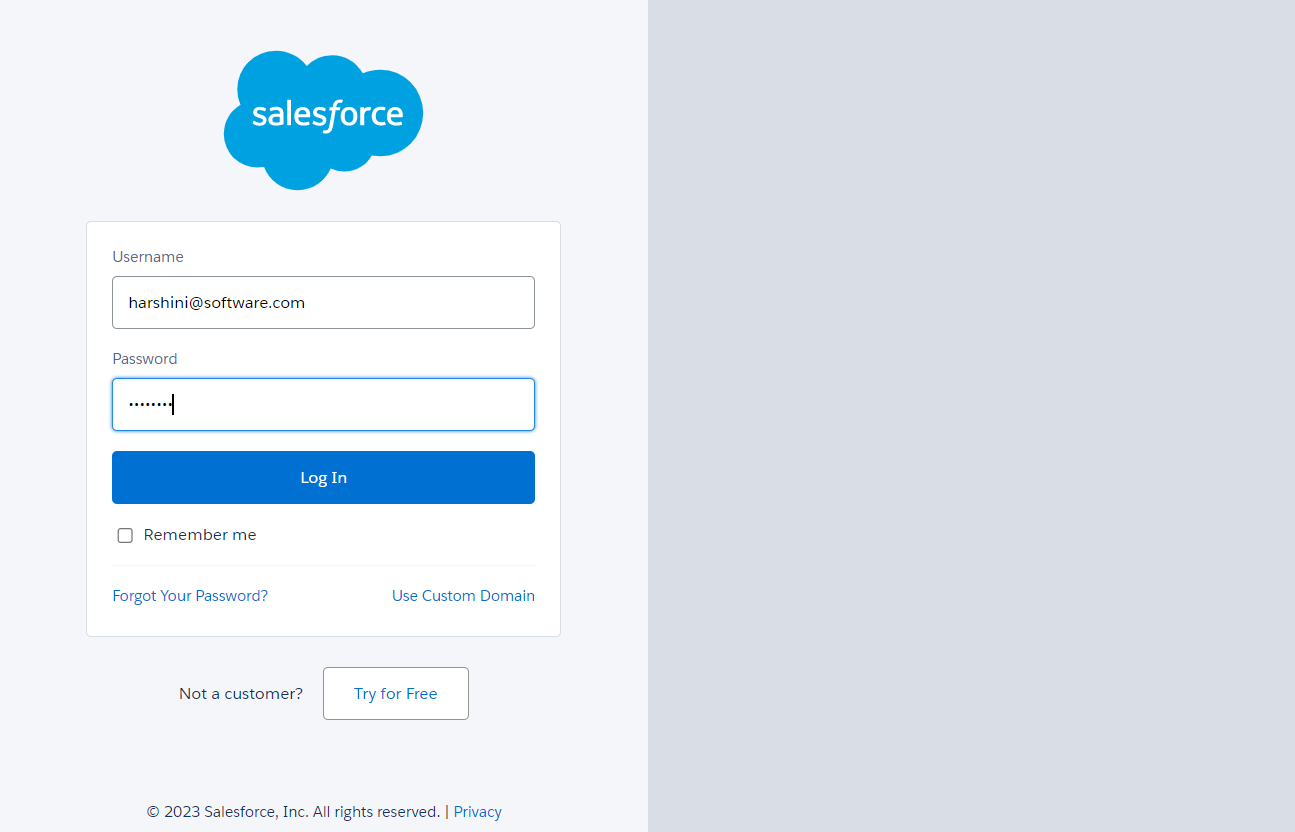 salesforce
Username
harshini@software.com
Password
••••••••
Log In
Remember me
Forgot Your Password? Use Custom Domain
Not a customer? Try for Free
© 2023 Salesforce, Inc. All rights reserved. | Privacy